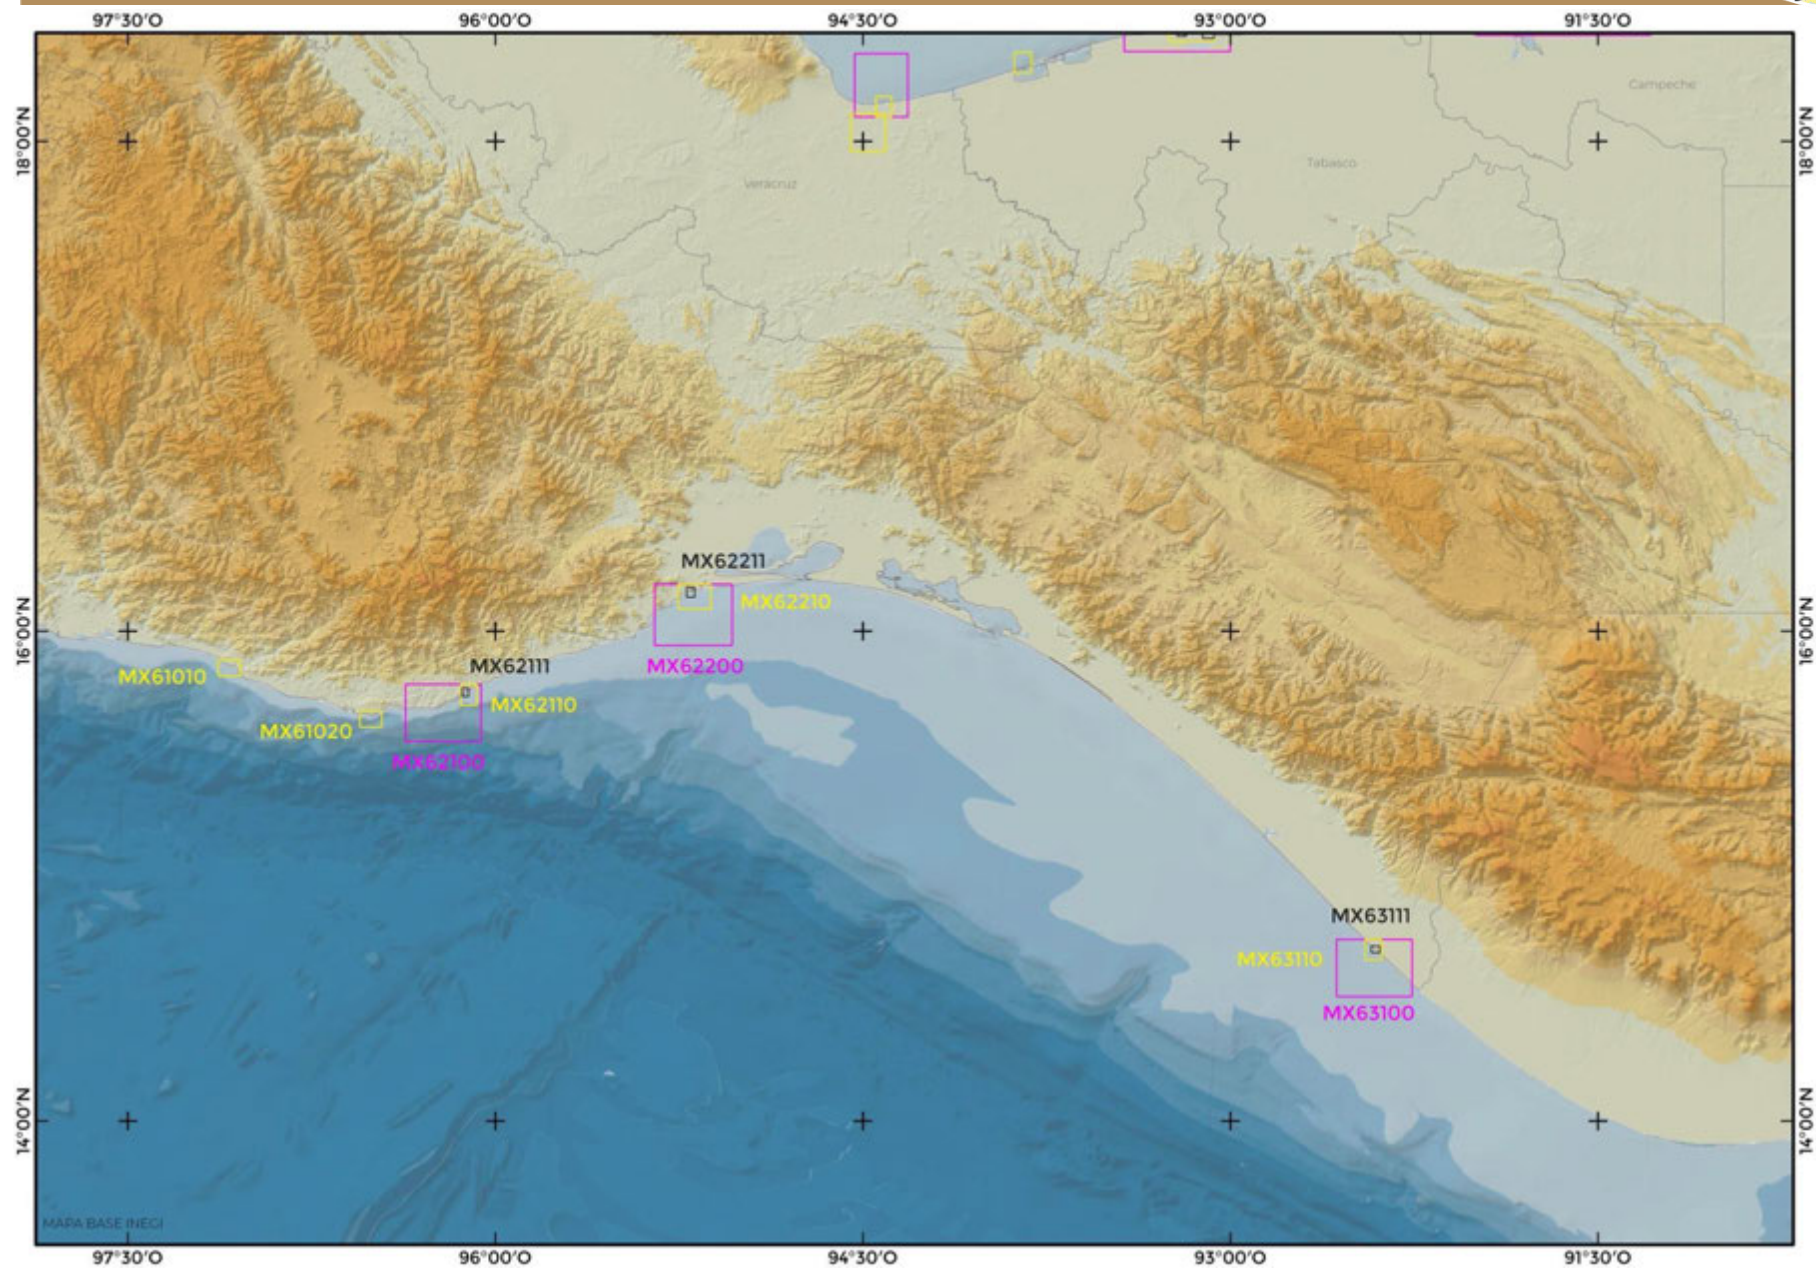 97°30'O 96°00'O 94°30'O 93°00'O 91°30'O
Campeche
18°00'N 18°00'N
Tabasco
Veracruz
MX62211
MX62210
16°00'N 16°00'N
MX62111
MX62200
MX61010
MX62110
MX61020
MX62100
MX63111
MX63110
MX63100
14°00'N 14°00'N
MAPA BASE INEGI
97°30'O 96°00'O 94°30'O 93°00'O 91°30'O